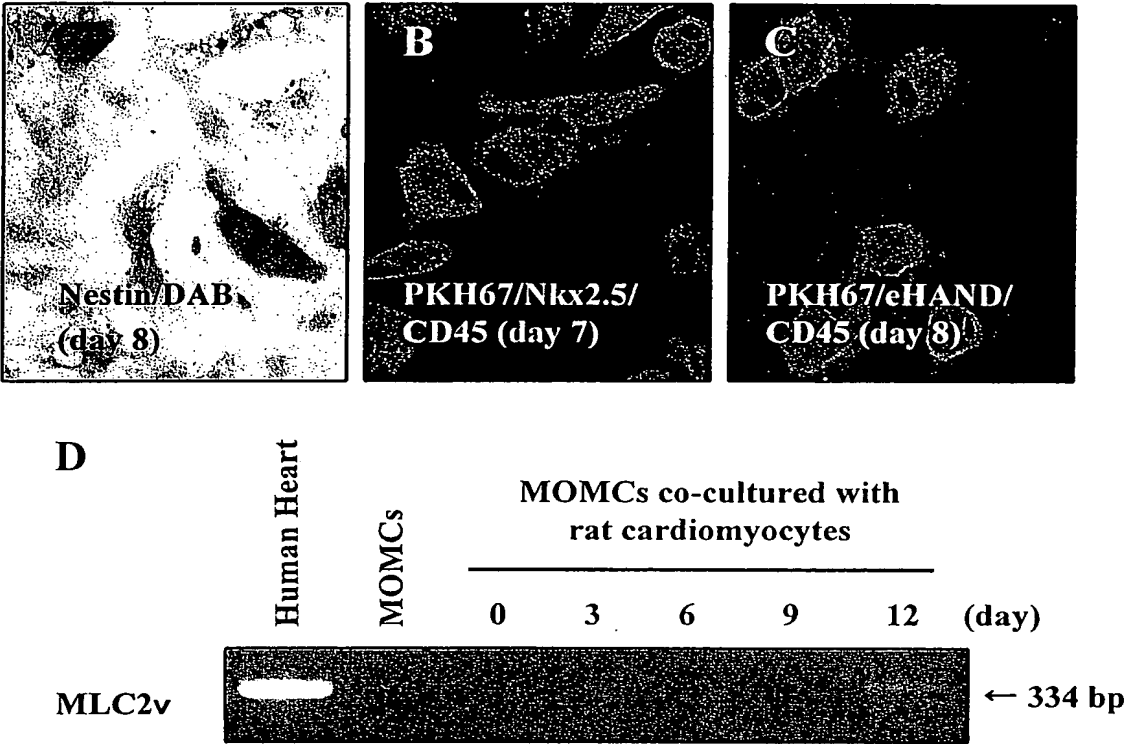 Nestin/DAB
(day 8)
B
PKH67/Nkx2.5/
CD45 (day 7)
C
PKH67/eHAND/
CD45 (day 8)
D
Human Heart
MOMCs
MOMCs co-cultured with
rat cardiomyocytes
0 3 6 9 12 (day)
MLC2v
← 334 bp